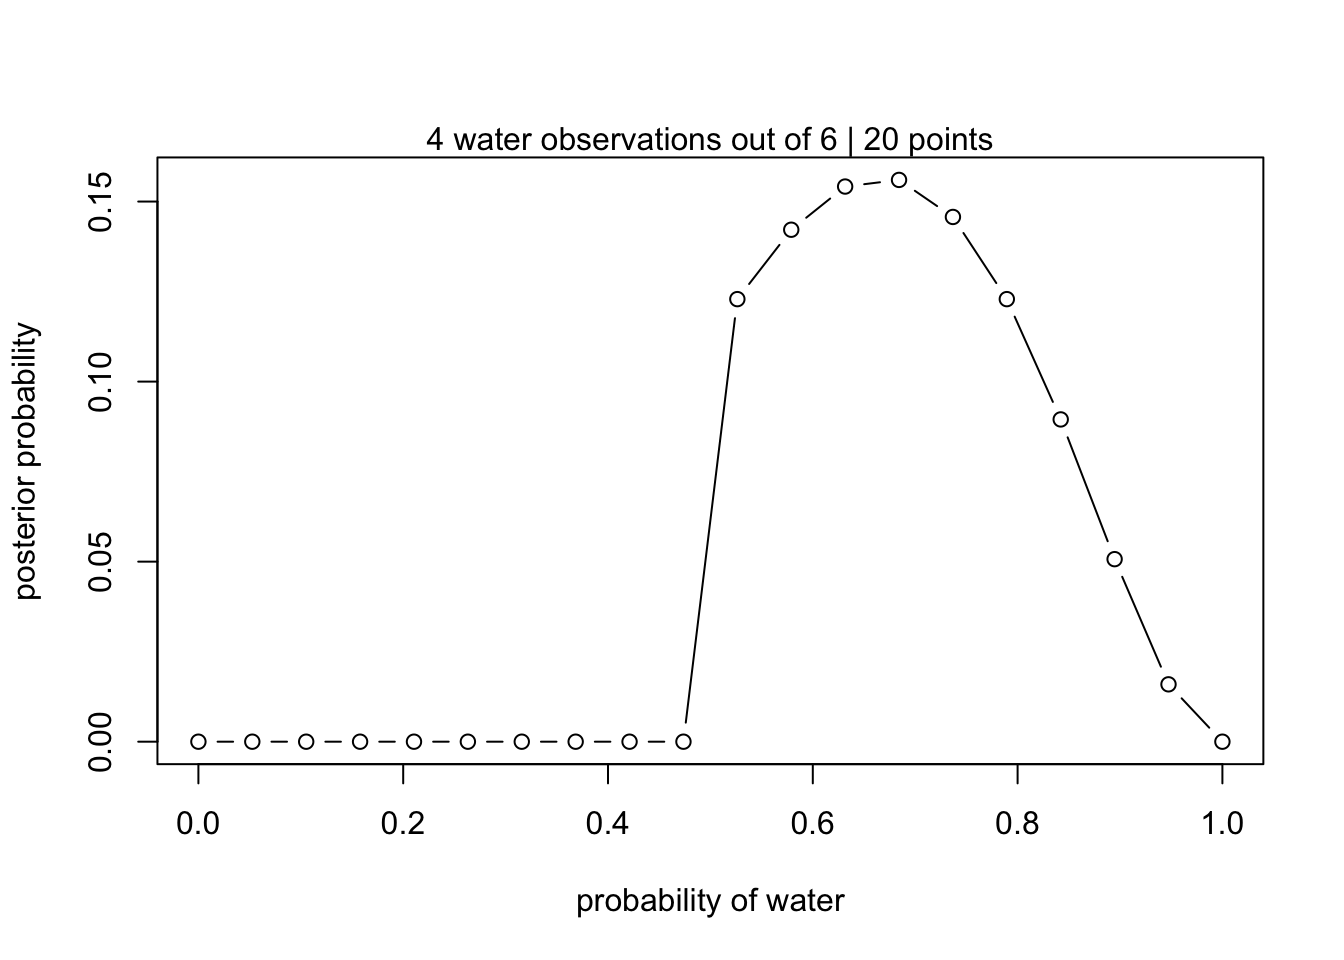 4 water observations out of 6 | 20 points
posterior probability
0.15
0.10
0.05
0.00
0.0 0.2 0.4 0.6 0.8 1.0
probability of water